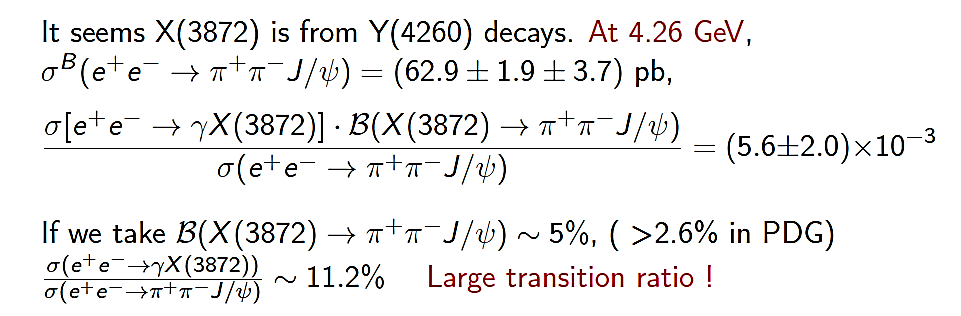 It seems X(3872) is from Y(4260) decays. At 4.26 GeV,
σ^B(e⁺e⁻ → π⁺π⁻J/ψ) = (62.9 ± 1.9 ± 3.7) pb,
σ[e⁺e⁻ → γX(3872)] · ℬ(X(3872) → π⁺π⁻J/ψ)
σ(e⁺e⁻ → π⁺π⁻J/ψ)
= (5.6±2.0)×10⁻³
If we take ℬ(X(3872) → π⁺π⁻J/ψ) ∼ 5%, ( >2.6% in PDG)
σ(e⁺e⁻→γX(3872))
σ(e⁺e⁻→π⁺π⁻J/ψ)
∼ 11.2% Large transition ratio !